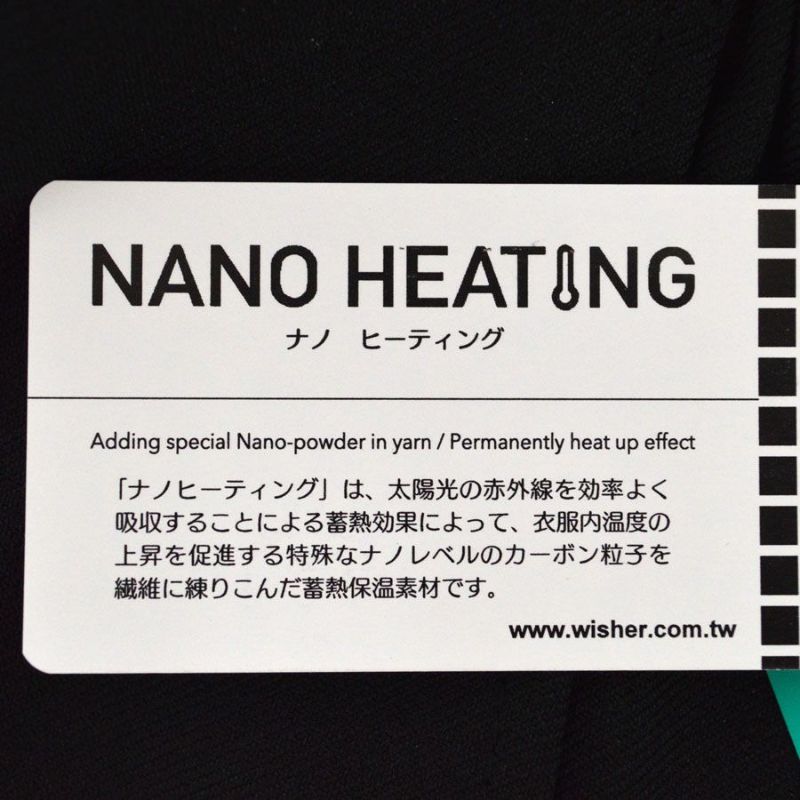 NANO HEATING
ナノ ヒーティング
Adding special Nano-powder in yarn / Permanently heat up effect
「ナノヒーティング」は、太陽光の赤外線を効率よく
吸収することによる蓄熱効果によって、衣服内温度の
上昇を促進する特殊なナノレベルのカーボン粒子を
繊維に練りこんだ蓄熱保温素材です。
www.wisher.com.tw